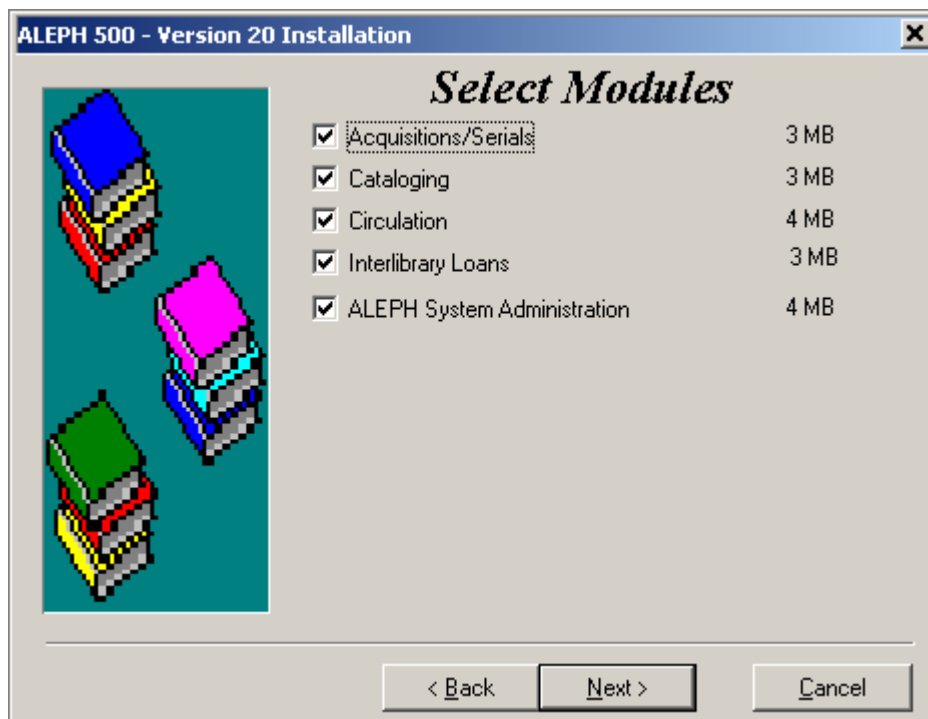 ALEPH 500 - Version 20 Installation
Select Modules
Acquisitions/Serials 3 MB
Cataloging 3 MB
Circulation 4 MB
Interlibrary Loans 3 MB
ALEPH System Administration 4 MB
< Back Next > Cancel